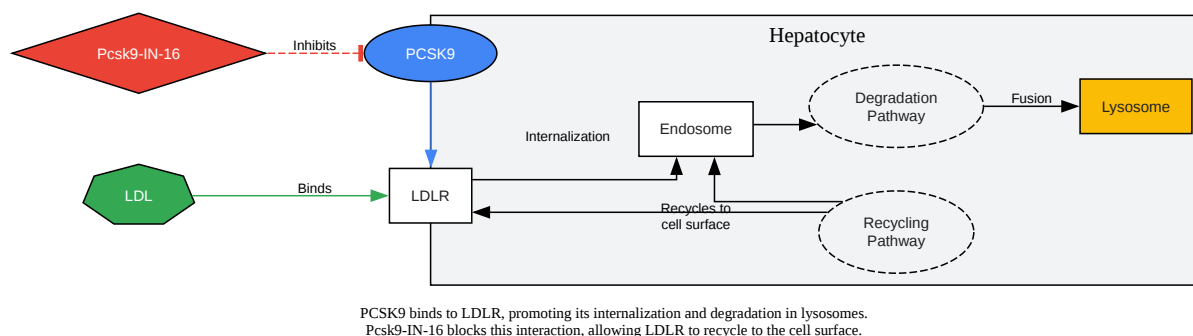 Hepatocyte
Pcsk9-IN-16
Inhibits
PCSK9
Degradation
Pathway
Fusion
Lysosome
Internalization
Endosome
LDL
Binds
LDLR
Recycles to
cell surface
Recycling
Pathway
PCSK9 binds to LDLR, promoting its internalization and degradation in lysosomes.
Pcsk9-IN-16 blocks this interaction, allowing LDLR to recycle to the cell surface.